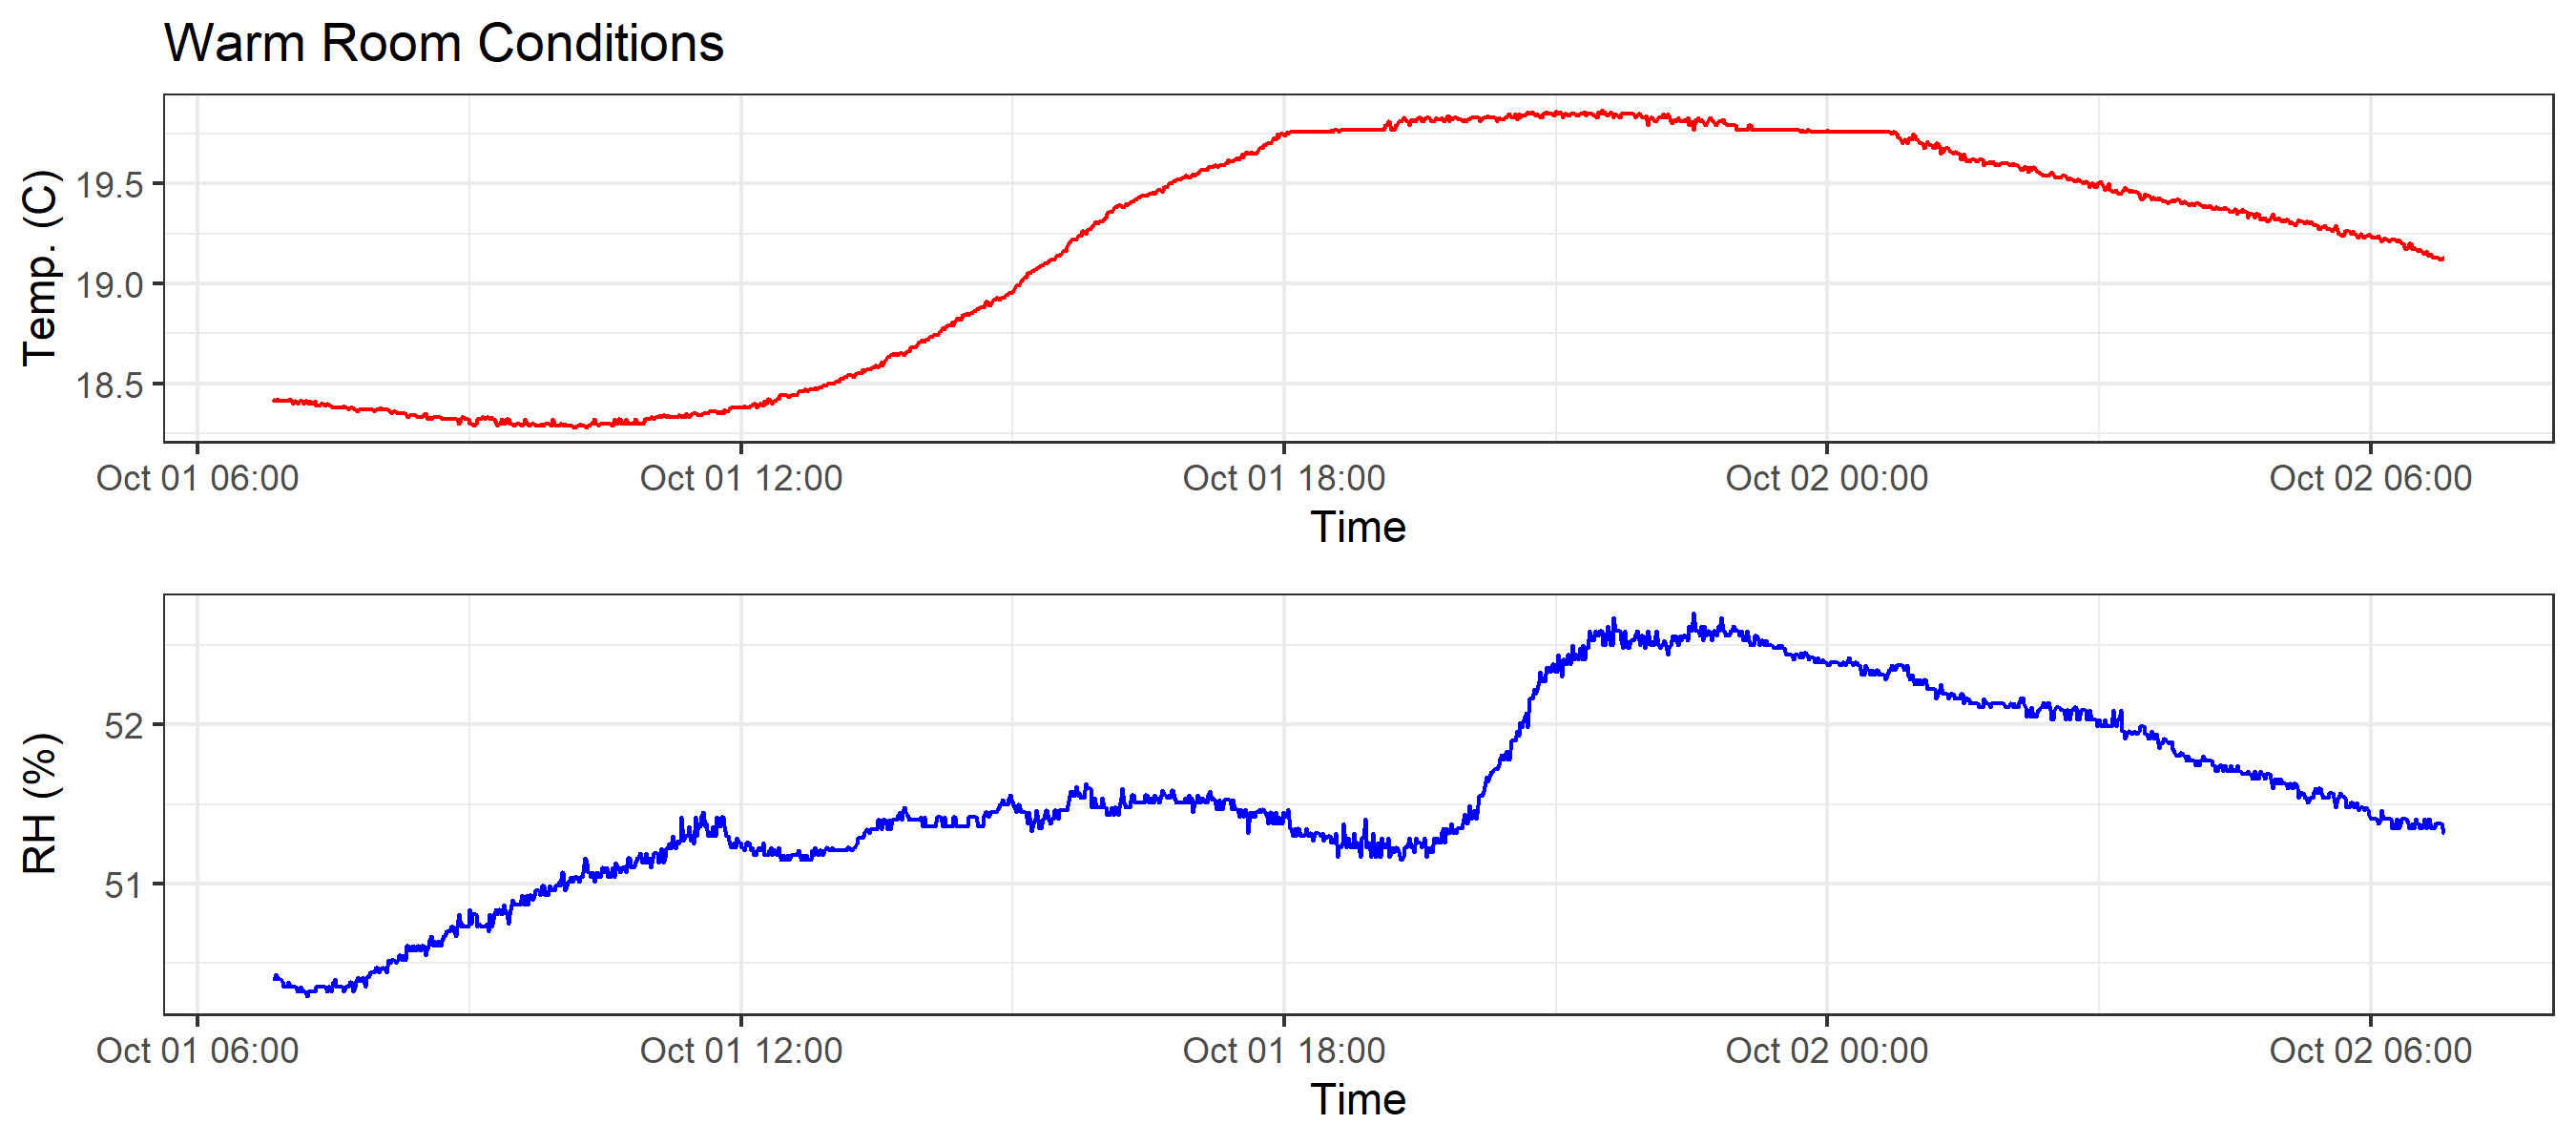 Warm Room Conditions
Temp. (C)
19.5
19.0
18.5
Oct 01 06:00 Oct 01 12:00 Oct 01 18:00 Oct 02 00:00 Oct 02 06:00
Time
RH (%)
52
51
Oct 01 06:00 Oct 01 12:00 Oct 01 18:00 Oct 02 00:00 Oct 02 06:00
Time